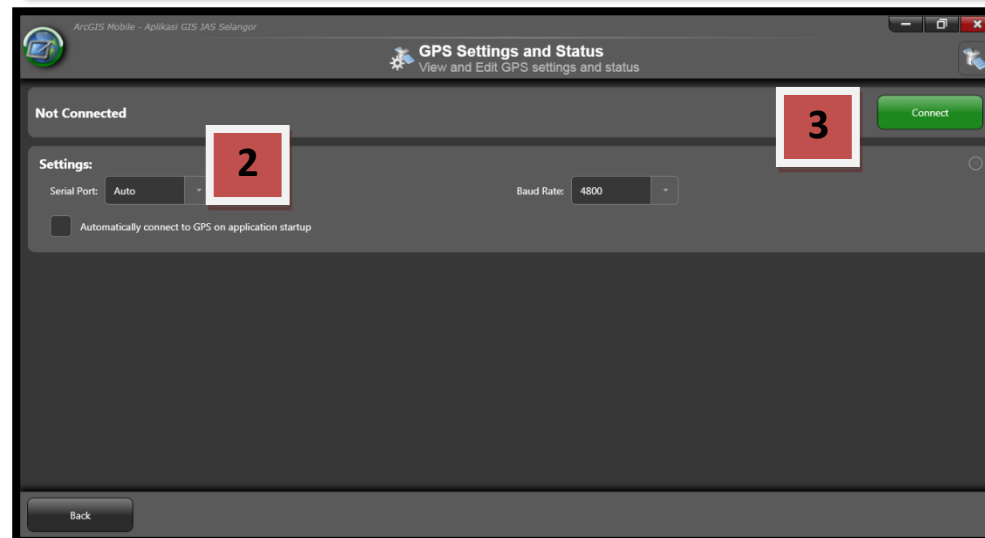 ArcGIS Mobile - Aplikasi GIS JAS Selangor
GPS Settings and Status
View and Edit GPS settings and status
Not Connected
3
Connect
Settings:
2
Serial Port: Auto
Baud Rate: 4800
Automatically connect to GPS on application startup
Back